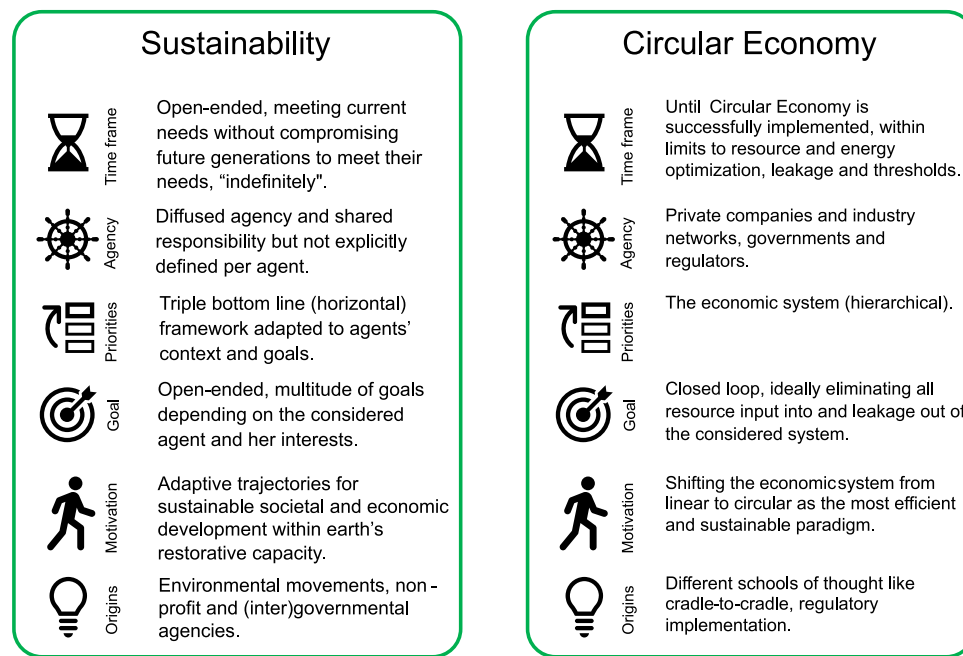 Sustainability
Time frame
Open-ended, meeting current
needs without compromising
future generations to meet their
needs, “indefinitely".
Agency
Diffused agency and shared
responsibility but not explicitly
defined per agent.
Priorities
Triple bottom line (horizontal)
framework adapted to agents’
context and goals.
Goal
Open-ended, multitude of goals
depending on the considered
agent and her interests.
Motivation
Adaptive trajectories for
sustainable societal and economic
development within earth’s
restorative capacity.
Origins
Environmental movements, non-
profit and (inter)governmental
agencies.
Circular Economy
Time frame
Until Circular Economy is
successfully implemented, within
limits to resource and energy
optimization, leakage and thresholds.
Agency
Private companies and industry
networks, governments and
regulators.
Priorities
The economic system (hierarchical).
Goal
Closed loop, ideally eliminating all
resource input into and leakage out of
the considered system.
Motivation
Shifting the economic system from
linear to circular as the most efficient
and sustainable paradigm.
Origins
Different schools of thought like
cradle-to-cradle, regulatory
implementation.